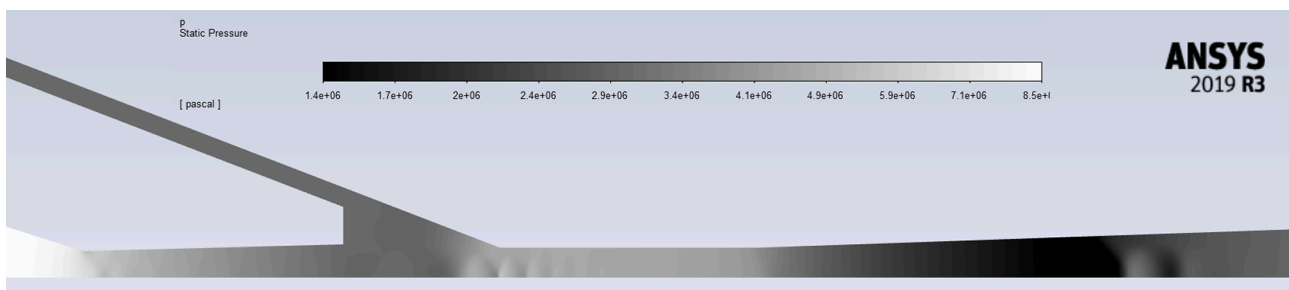 p
Static Pressure
ANSYS
2019 R3
1.4e+06 1.7e+06 2e+06 2.4e+06 2.9e+06 3.4e+06 4.1e+06 4.9e+06 5.9e+06 7.1e+06
[ pascal ]